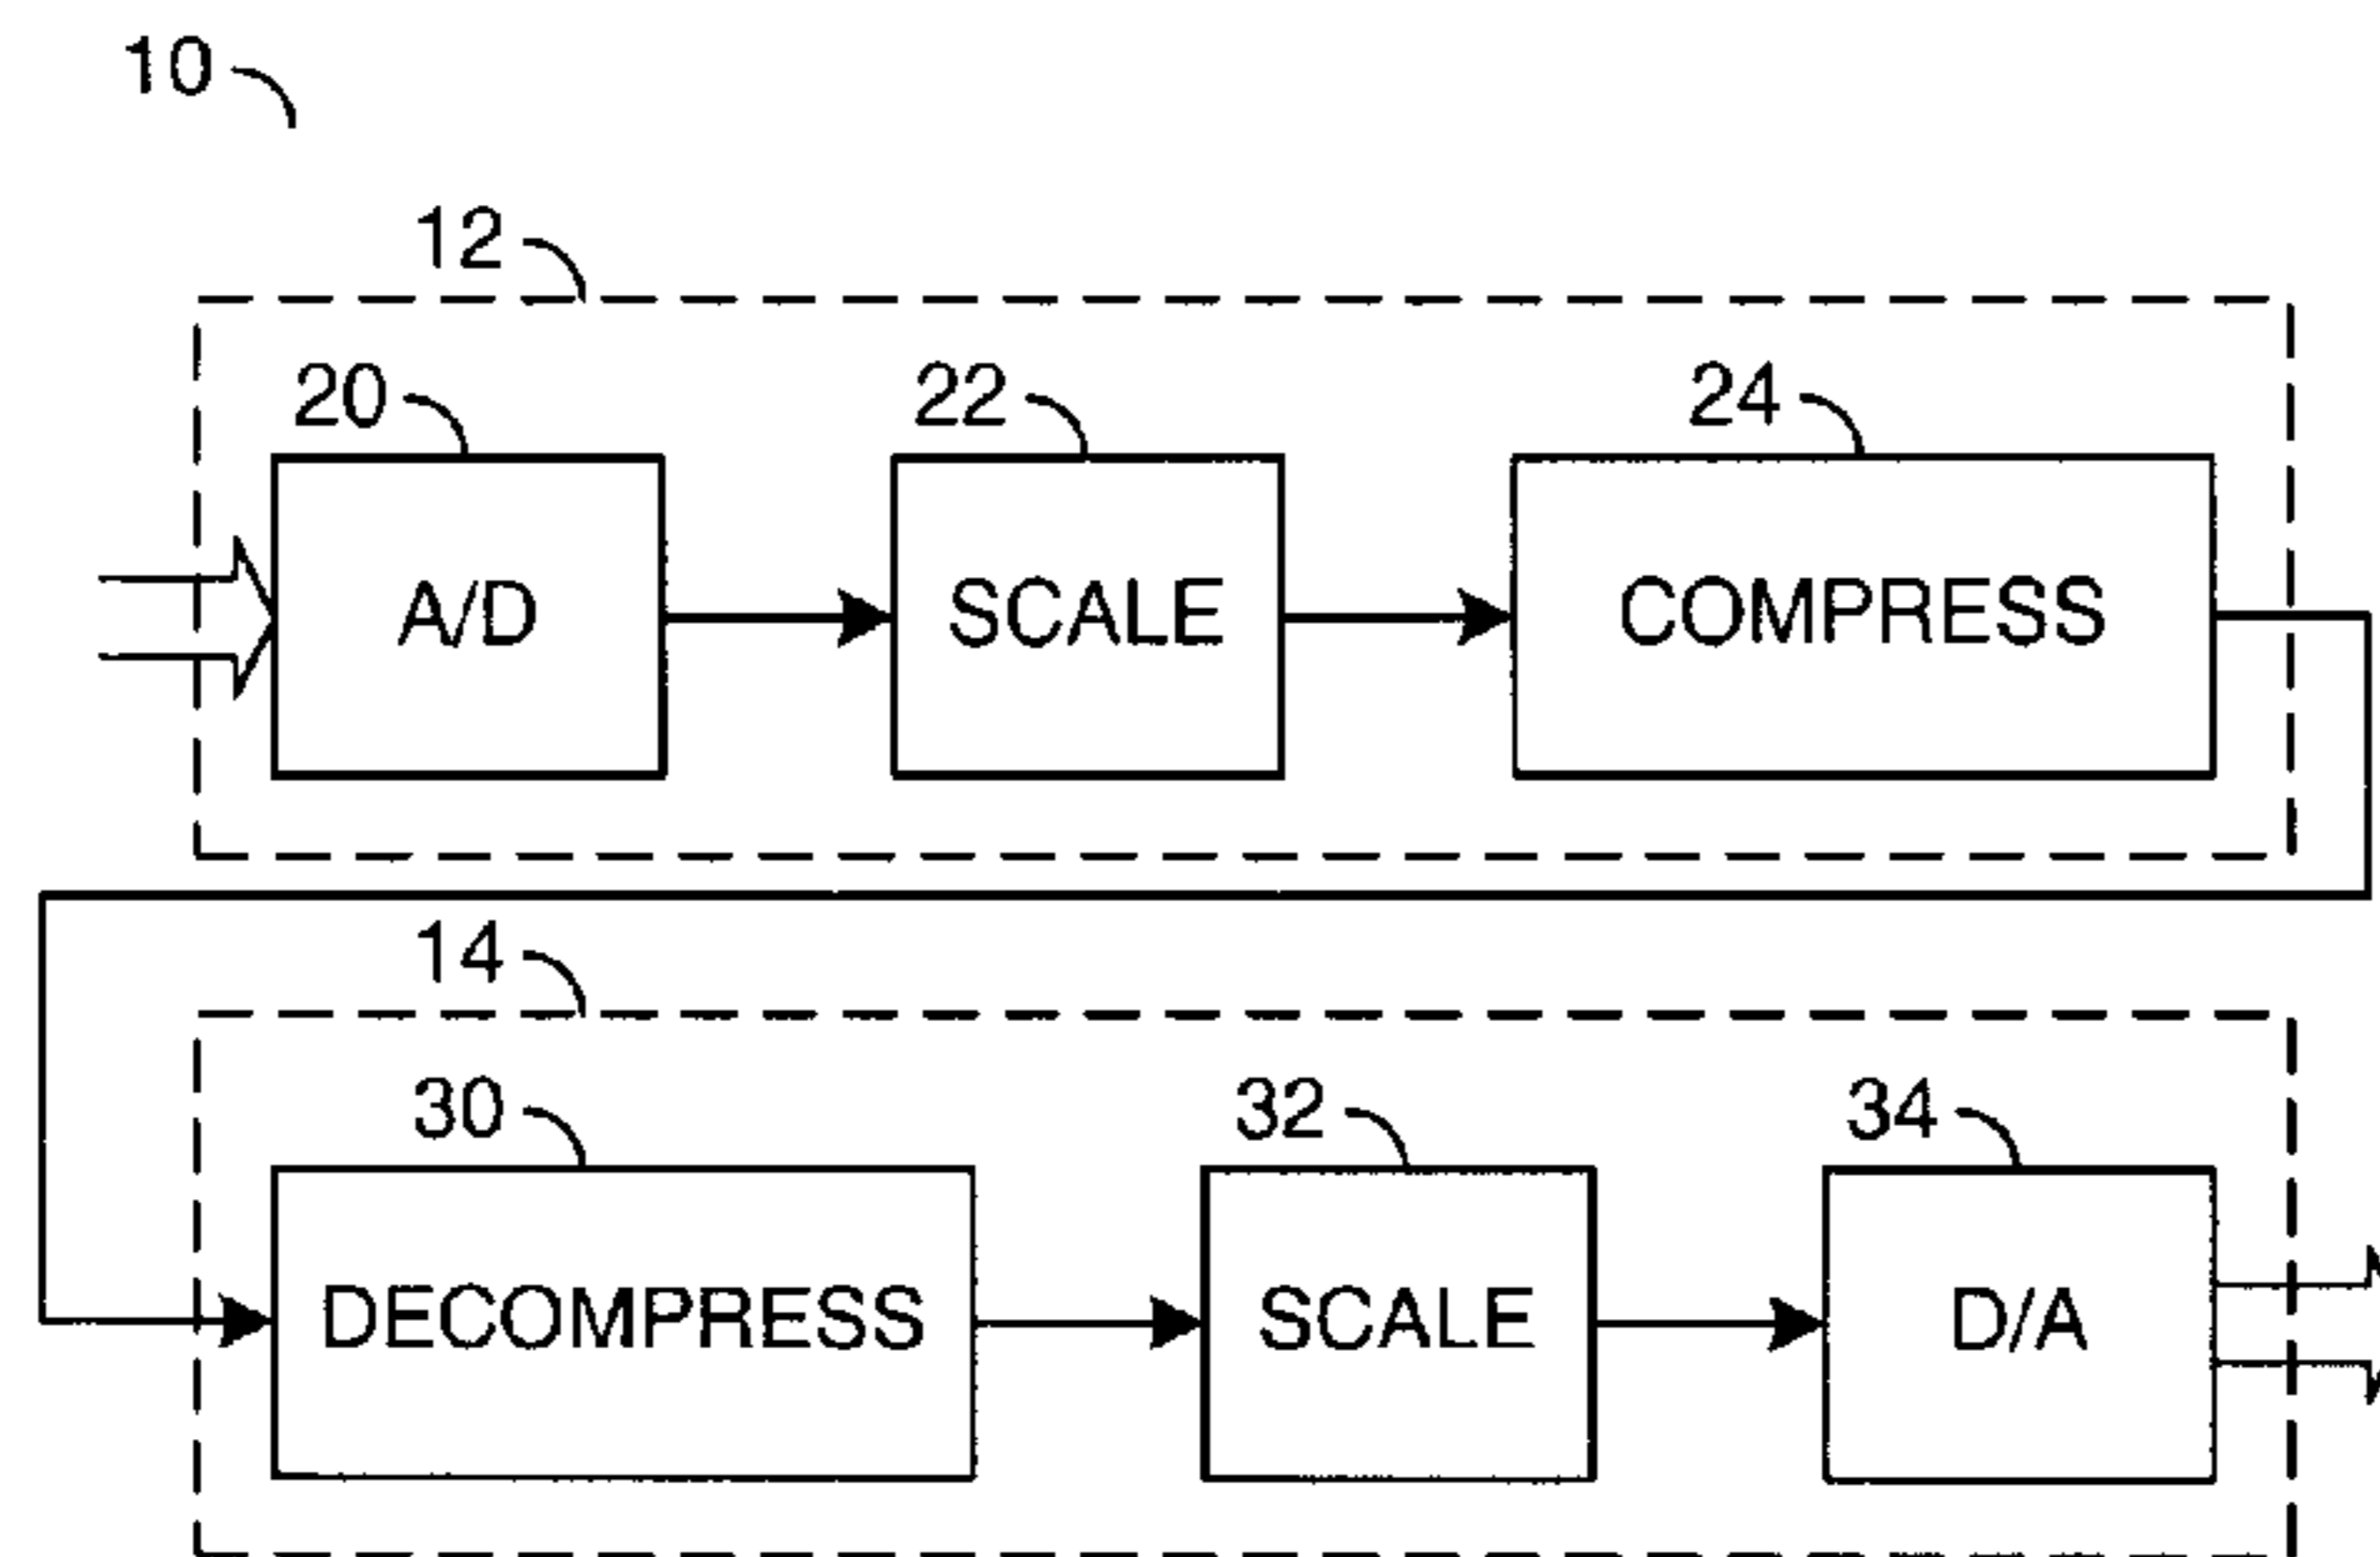 10
12
20 22 24
A/D SCALE COMPRESS
14
30 32 34
DECOMPRESS SCALE D/A